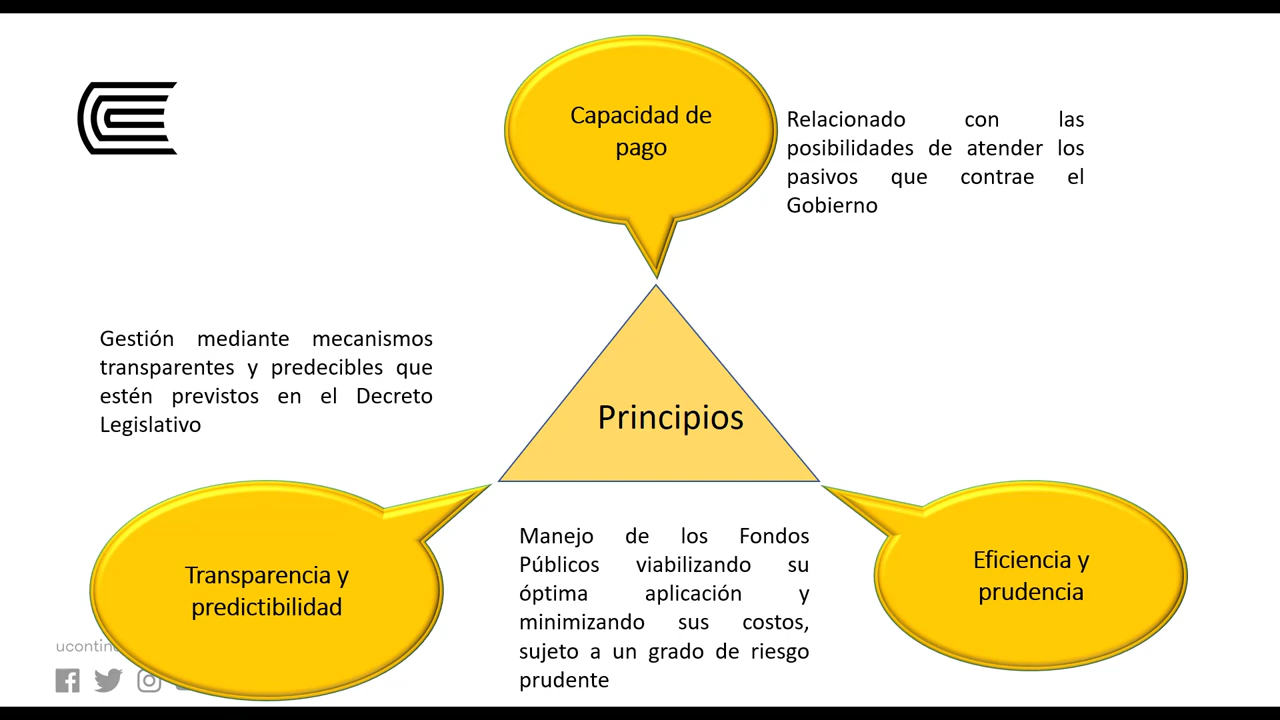 Capacidad de
pago
Relacionado con las
posibilidades de atender los
pasivos que contrae el
Gobierno
Gestión mediante mecanismos
transparentes y predecibles que
estén previstos en el Decreto
Legislativo
Principios
Transparencia y
predictibilidad
Manejo de los Fondos
Públicos viabilizando su
óptima aplicación y
minimizando sus costos,
sujeto a un grado de riesgo
prudente
Eficiencia y
prudencia